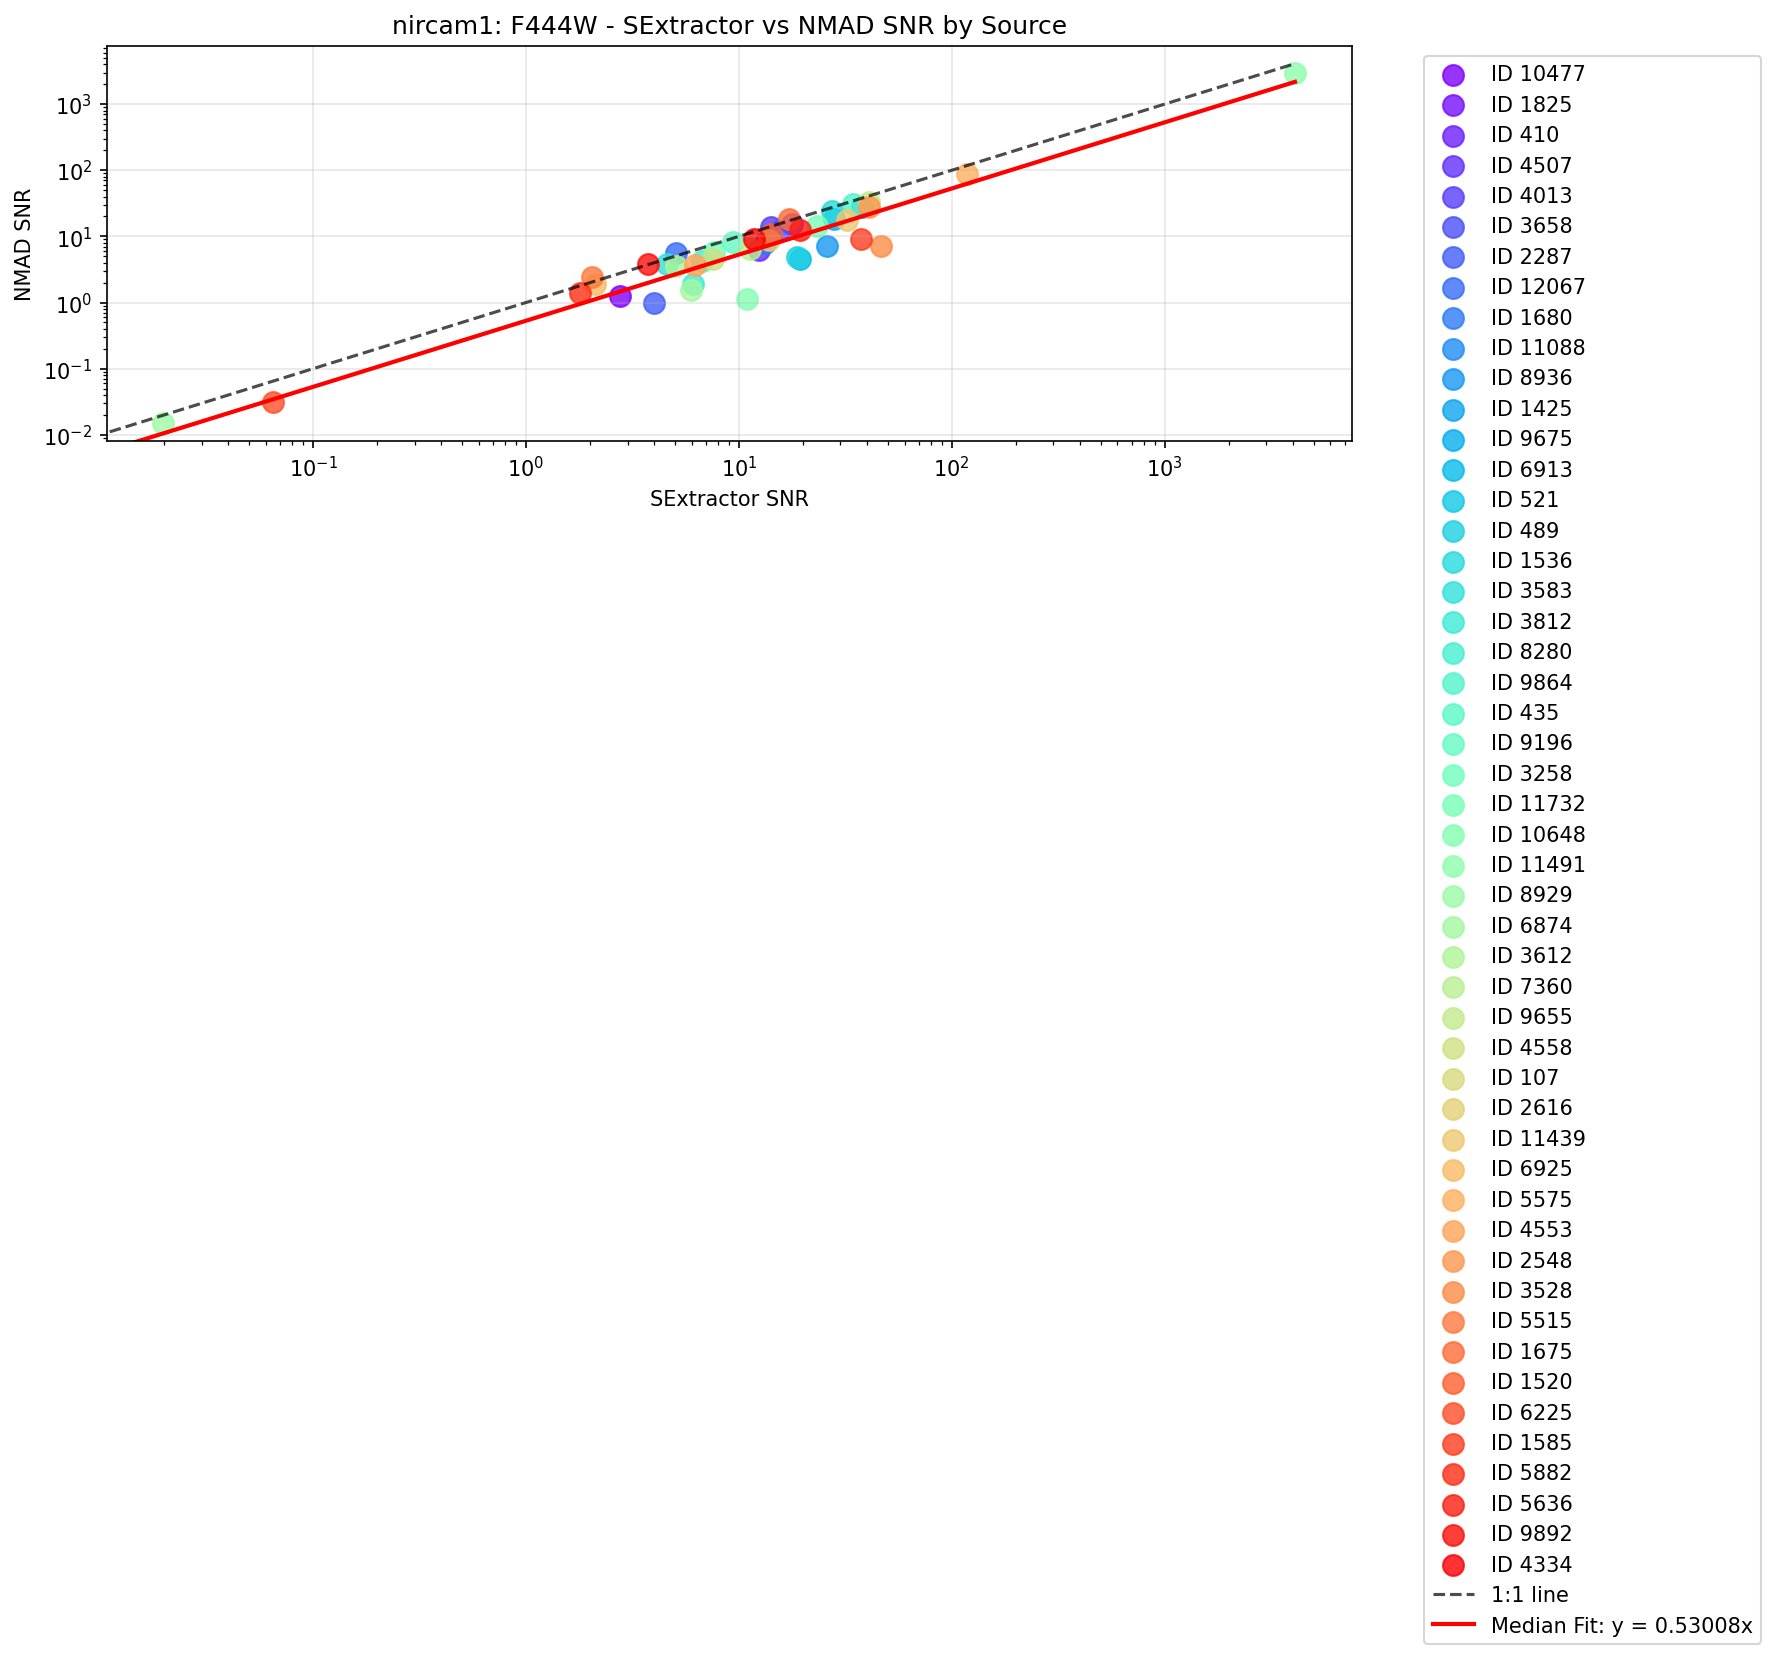 nircam1: F444W - SExtractor vs NMAD SNR by Source
NMAD SNR
10³
10²
10¹
10⁰
10⁻¹
10⁻²
10⁻¹ 10⁰ 10¹ 10² 10³
SExtractor SNR
ID 10477
ID 1825
ID 410
ID 4507
ID 4013
ID 3658
ID 2287
ID 12067
ID 1680
ID 11088
ID 8936
ID 1425
ID 9675
ID 6913
ID 521
ID 489
ID 1536
ID 3583
ID 3812
ID 8280
ID 9864
ID 435
ID 9196
ID 3258
ID 11732
ID 10648
ID 11491
ID 8929
ID 6874
ID 3612
ID 7360
ID 9655
ID 4558
ID 107
ID 2616
ID 11439
ID 6925
ID 5575
ID 4553
ID 2548
ID 3528
ID 5515
ID 1675
ID 1520
ID 6225
ID 1585
ID 5882
ID 5636
ID 9892
ID 4334
1:1 line
Median Fit: y = 0.53008x